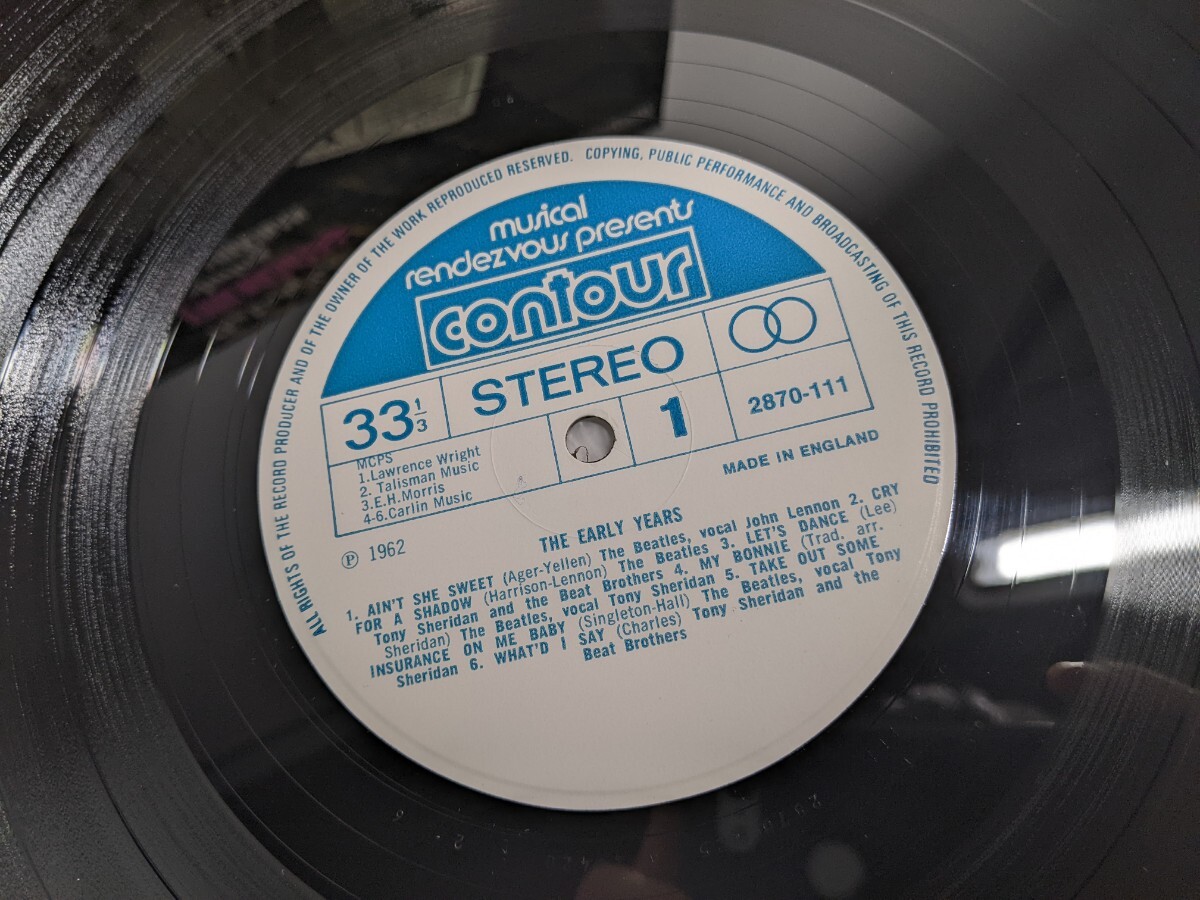 ALL RIGHTS OF THE RECORD PRODUCER AND OF THE OWNER OF THE WORK REPRODUCED RESERVED. COPYING, PUBLIC PERFORMANCE AND BROADCASTING OF THIS RECORD PROHIBITED
musical
rendezvous presents
contour
33 1/3
STEREO
MCPS
1.Lawrence Wright
2. Talisman Music
3.E.H.Morris
4-6.Carlin Music
1
2870-111
MADE IN ENGLAND
Ⓟ 1962
THE EARLY YEARS
1. AIN'T SHE SWEET (Ager-Yellen) The Beatles, vocal John Lennon 2. CRY
FOR A SHADOW (Harrison-Lennon) The Beatles 3. LET'S DANCE (Lee)
Tony Sheridan and the Beat Brothers 4. MY BONNIE (Trad. arr.
Sheridan) The Beatles, vocal Tony Sheridan 5. TAKE OUT SOME
INSURANCE ON ME BABY (Singleton-Hall) The Beatles, vocal Tony
Sheridan 6. WHAT'D I SAY (Charles) Tony Sheridan and the
Beat Brothers